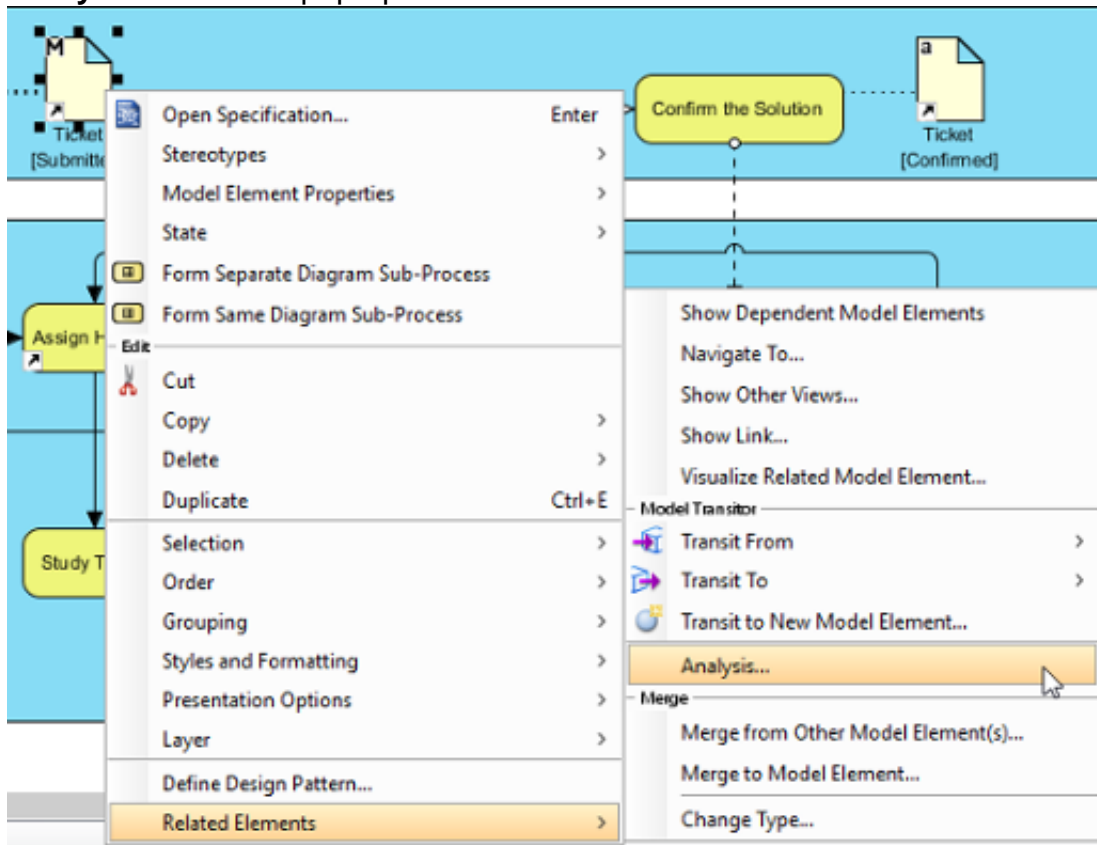 M
a
Ticket
[Submitte
Confirm the Solution
Ticket
[Confirmed]
Assign H
Study T
Open Specification... Enter
Stereotypes >
Model Element Properties >
State >
Form Separate Diagram Sub-Process
Form Same Diagram Sub-Process
Edit
Cut
Copy >
Delete >
Duplicate Ctrl+E
Selection >
Order >
Grouping >
Styles and Formatting >
Presentation Options >
Layer >
Define Design Pattern...
Related Elements >
Show Dependent Model Elements
Navigate To...
Show Other Views...
Show Link...
Visualize Related Model Element...
Model Transitor
Transit From >
Transit To >
Transit to New Model Element...
Analysis...
Merge
Merge from Other Model Element(s)...
Merge to Model Element...
Change Type...